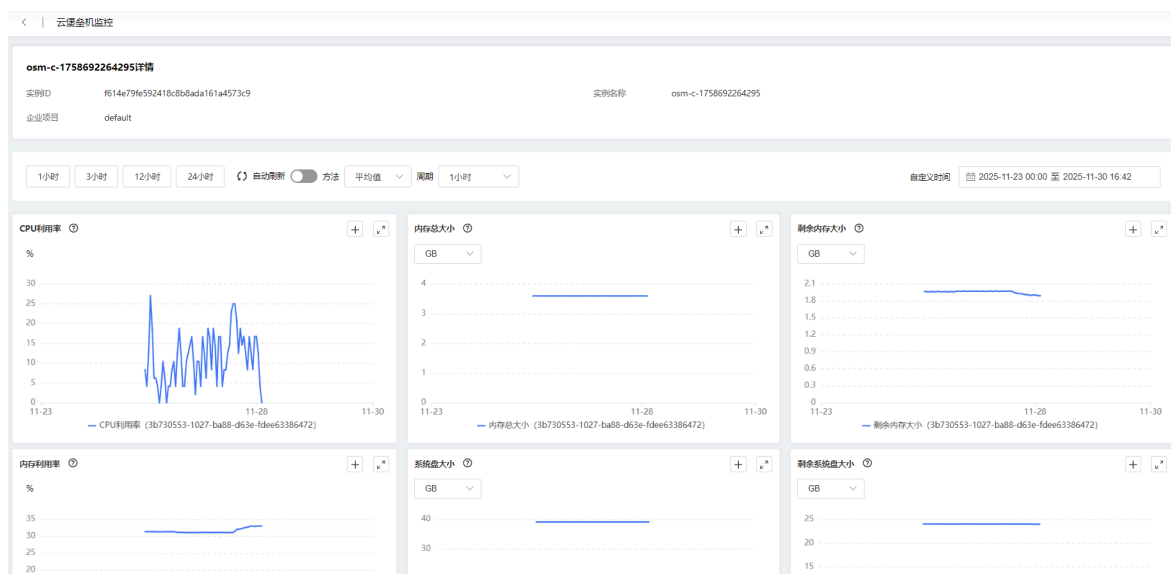 云堡垒机监控
osm-c-1758692264295详情
实例ID f614e79fe592418c8b8ada161a4573c9 实例名称 osm-c-1758692264295
企业项目 default
1小时 3小时 12小时 24小时 自动刷新 方法 平均值 周期 1小时 自定义时间 2025-11-23 00:00 至 2025-11-30 16:42
CPU利用率
%
30
25
20
15
10
5
0
11-23 11-28 11-30
CPU利用率（3b730553-1027-ba88-d63e-fdee63386472）
内存总大小
GB
4
3
2
1
0
11-23 11-28 11-30
内存总大小（3b730553-1027-ba88-d63e-fdee63386472）
剩余内存大小
GB
2.1
1.8
1.5
1.2
0.9
0.6
0.3
0
11-23 11-28 11-30
剩余内存大小（3b730553-1027-ba88-d63e-fdee63386472）
内存利用率
%
35
30
25
20
系统盘大小
GB
40
30
剩余系统盘大小
GB
25
20
15